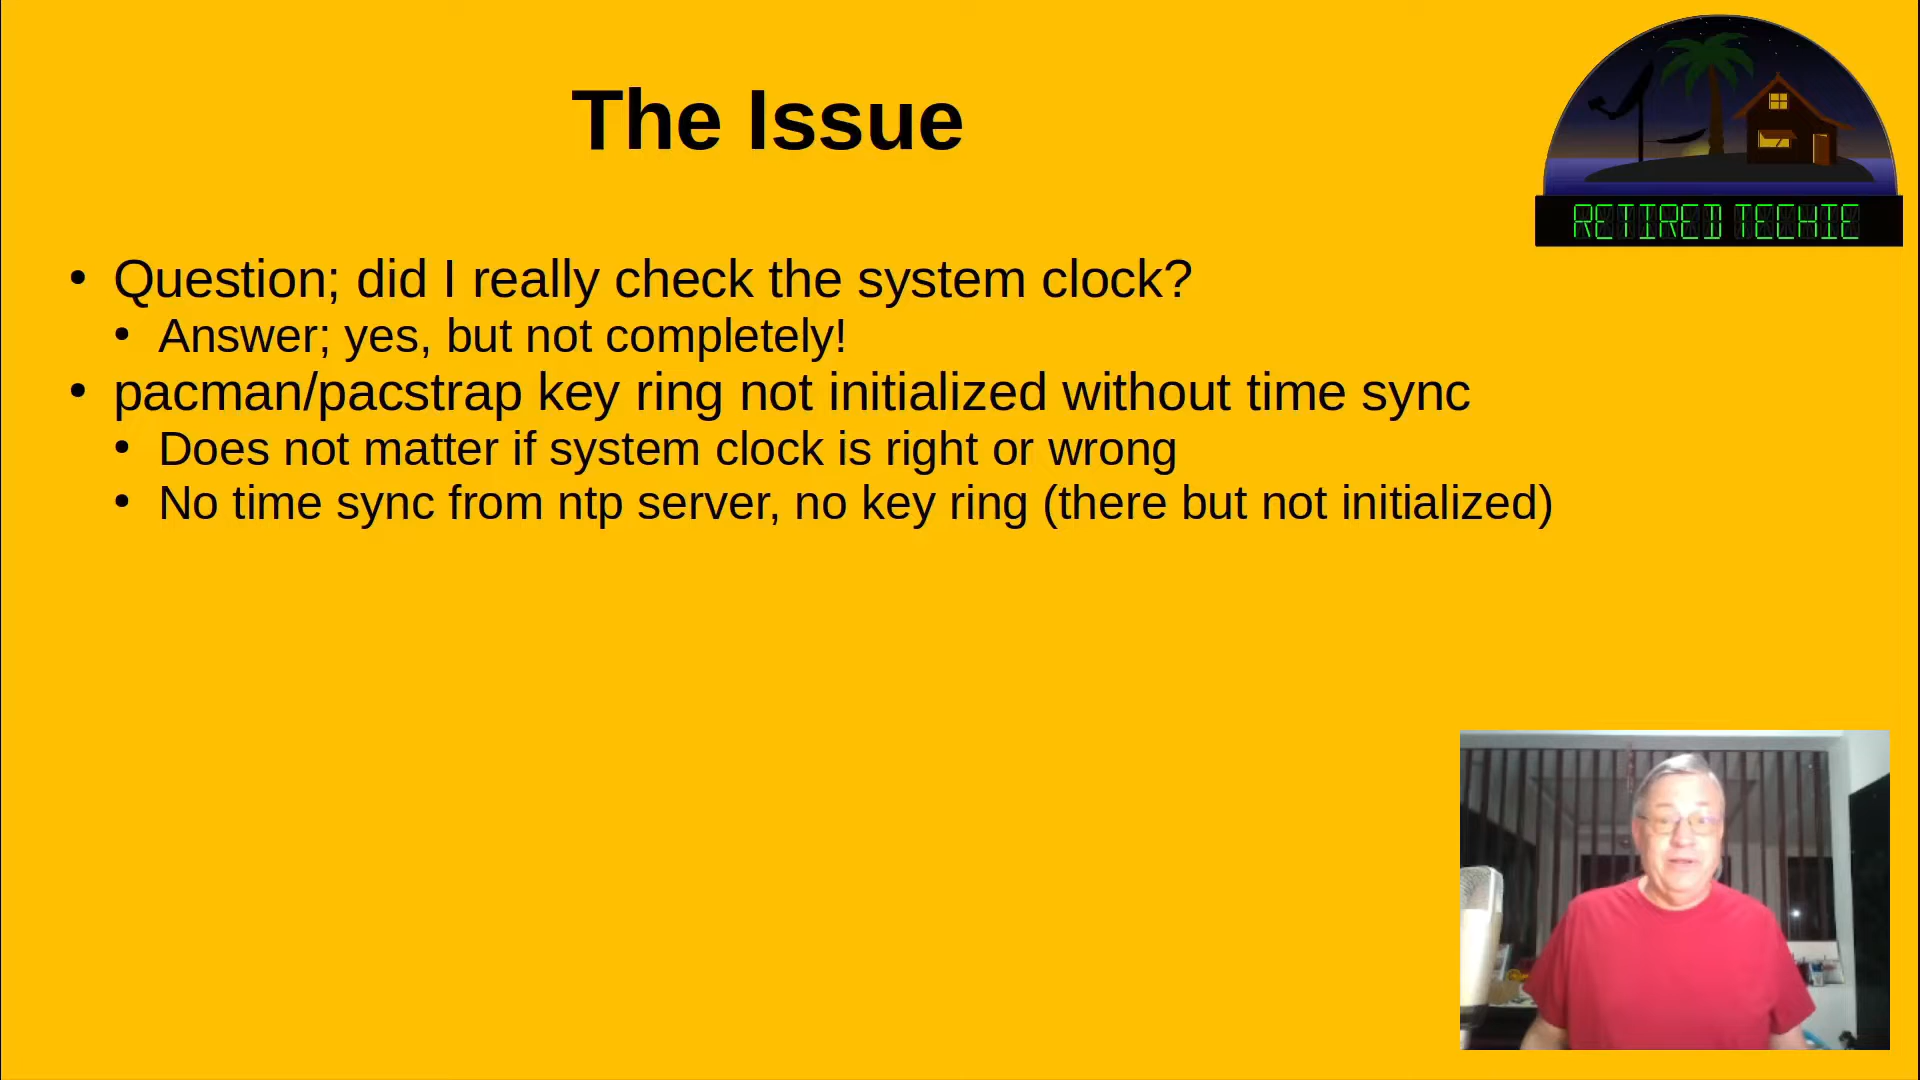 The Issue
RETIRED TECHIE
• Question; did I really check the system clock?
• Answer; yes, but not completely!
• pacman/pacstrap key ring not initialized without time sync
• Does not matter if system clock is right or wrong
• No time sync from ntp server, no key ring (there but not initialized)